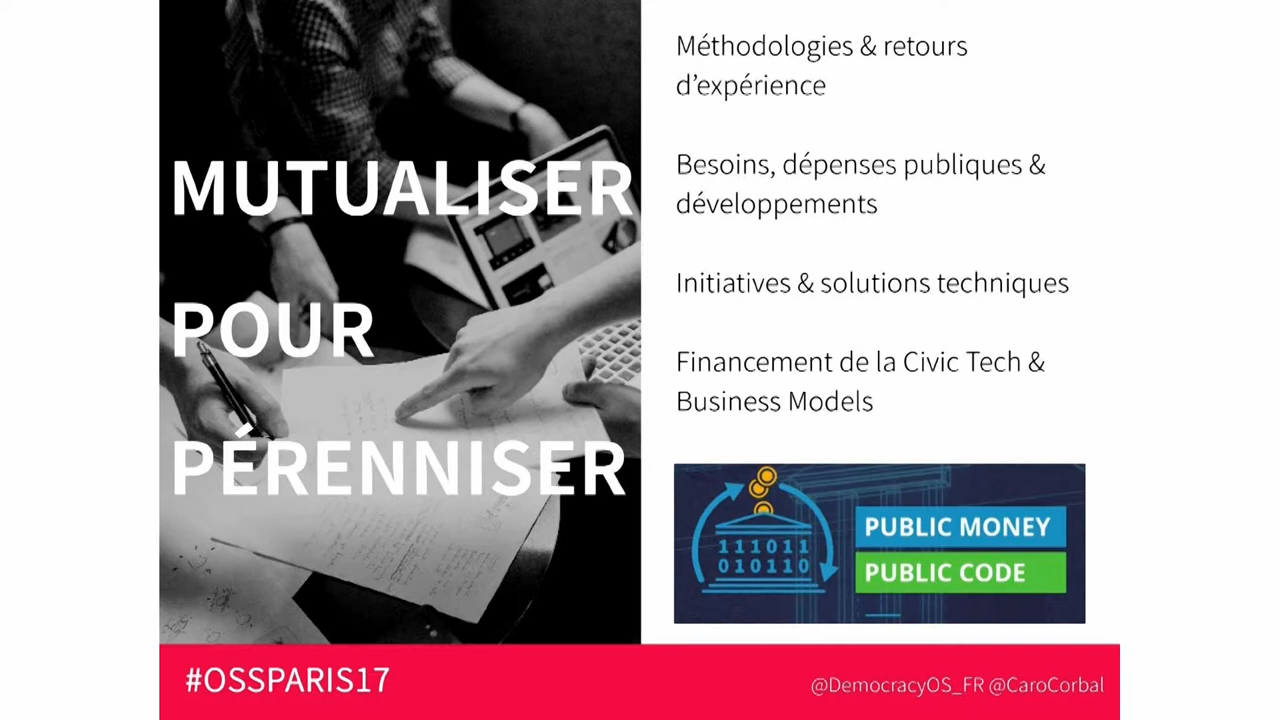 MUTUALISER
POUR
PÉRENNISER
Méthodologies & retours
d’expérience
Besoins, dépenses publiques &
développements
Initiatives & solutions techniques
Financement de la Civic Tech &
Business Models
111011
010110
PUBLIC MONEY
PUBLIC CODE
#OSSPARIS17
@DemocracyOS_FR @CaroCorbal